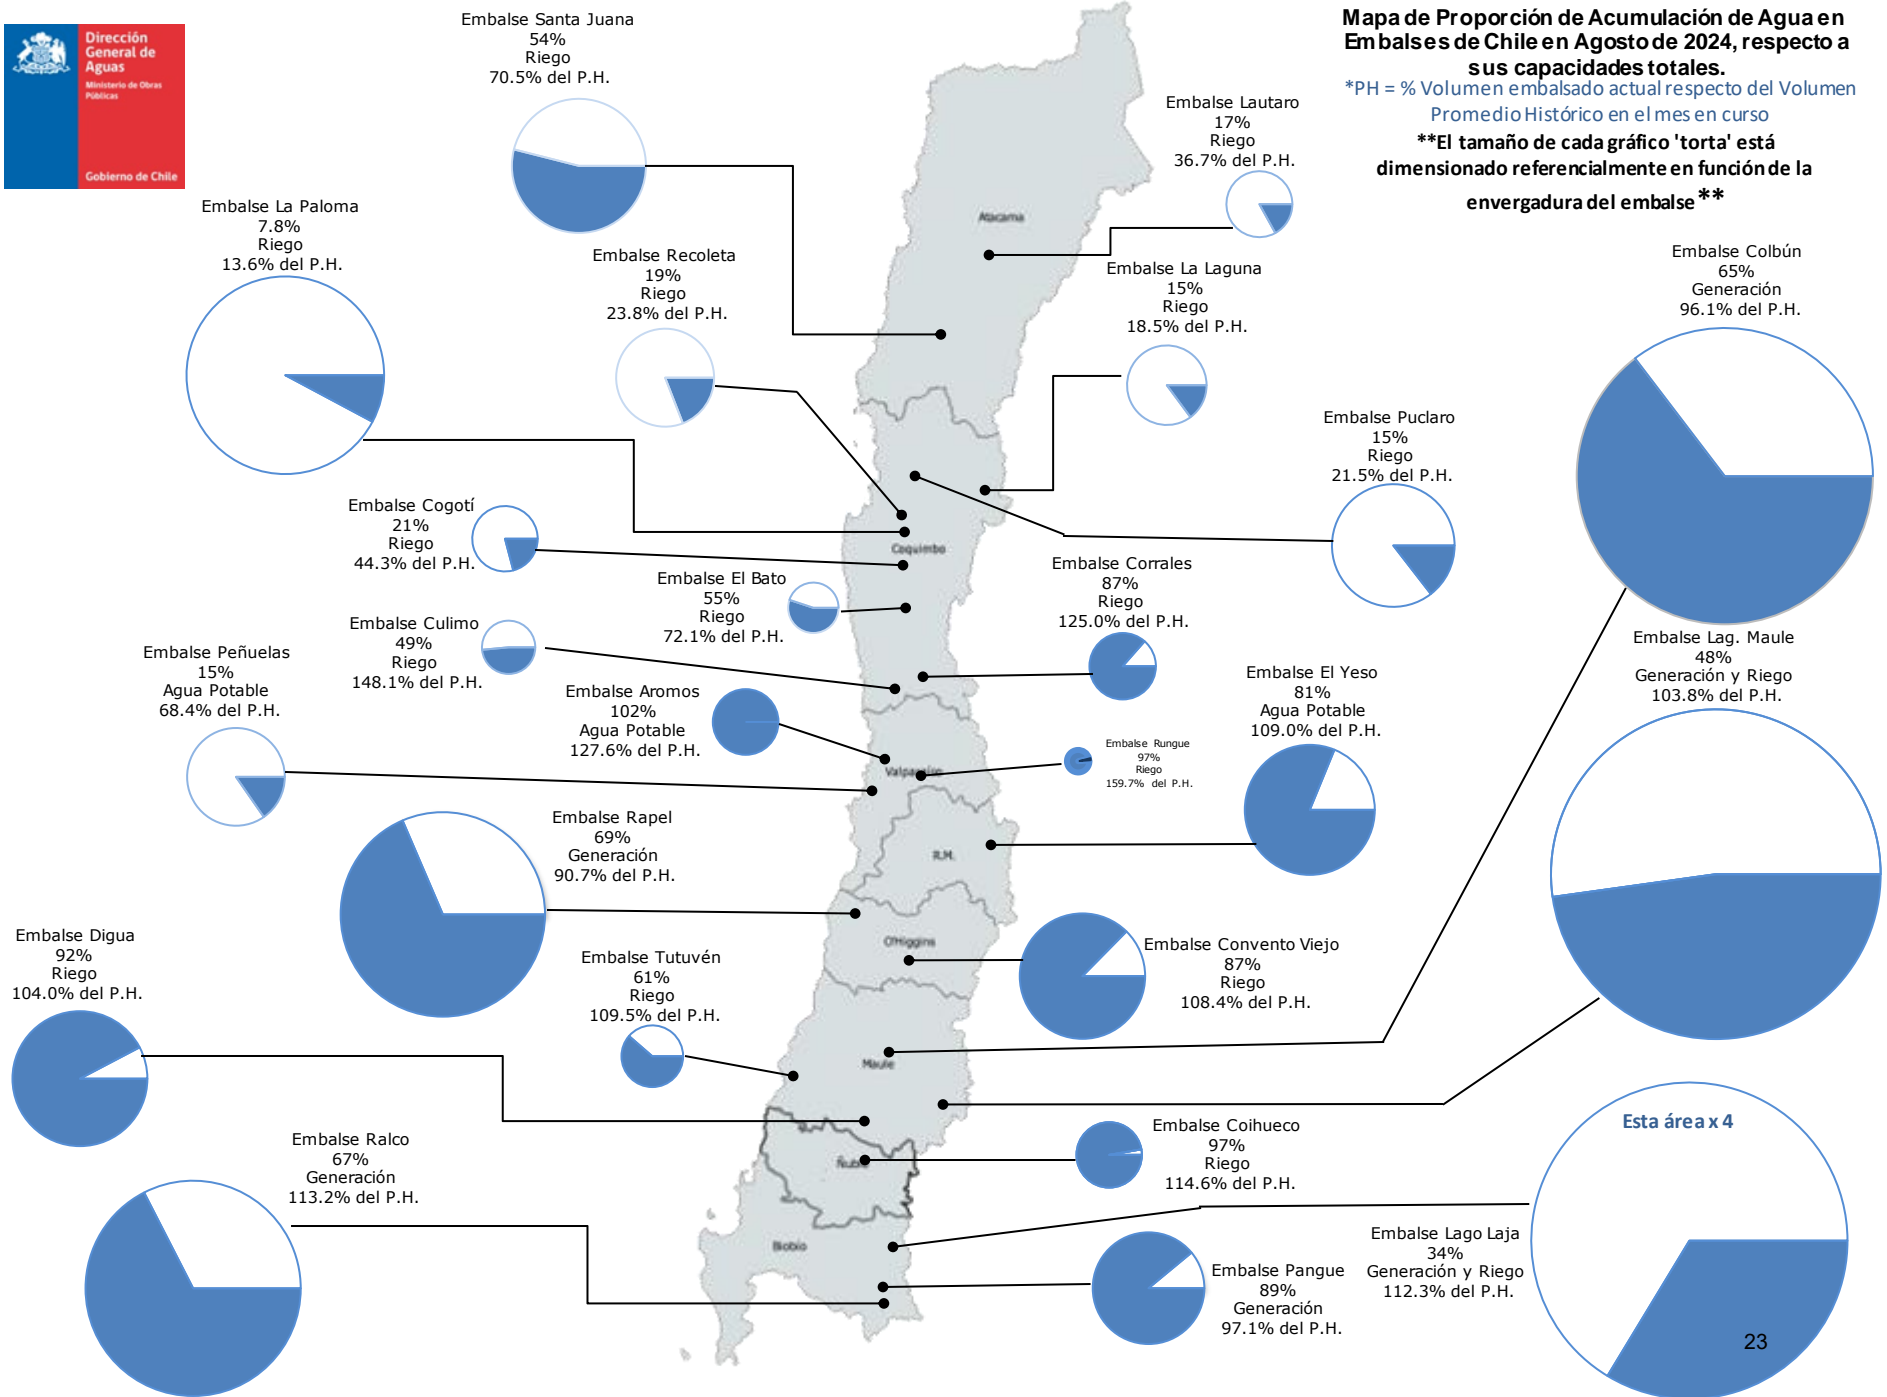 Dirección
General de
Aguas
Ministerio de Obras
Públicas
Gobierno de Chile
Mapa de Proporción de Acumulación de Agua en
Embalses de Chile en Agosto de 2024, respecto a
sus capacidades totales.
*PH = % Volumen embalsado actual respecto del Volumen
Promedio Histórico en el mes en curso
**El tamaño de cada gráfico 'torta' está
dimensionado referencialmente en función de la
envergadura del embalse**
Embalse Santa Juana
54%
Riego
70.5% del P.H.
Embalse Lautaro
17%
Riego
36.7% del P.H.
Embalse La Paloma
7.8%
Riego
13.6% del P.H.
Embalse Recoleta
19%
Riego
23.8% del P.H.
Embalse La Laguna
15%
Riego
18.5% del P.H.
Embalse Colbún
65%
Generación
96.1% del P.H.
Embalse Puclaro
15%
Riego
21.5% del P.H.
Embalse Cogotí
21%
Riego
44.3% del P.H.
Embalse El Bato
55%
Riego
72.1% del P.H.
Embalse Corrales
87%
Riego
125.0% del P.H.
Embalse Culimo
49%
Riego
148.1% del P.H.
Embalse Peñuelas
15%
Agua Potable
68.4% del P.H.
Embalse Aromos
102%
Agua Potable
127.6% del P.H.
Embalse Rungue
97%
Riego
159.7% del P.H.
Embalse El Yeso
81%
Agua Potable
109.0% del P.H.
Embalse Lag. Maule
48%
Generación y Riego
103.8% del P.H.
Embalse Rapel
69%
Generación
90.7% del P.H.
Embalse Digua
92%
Riego
104.0% del P.H.
Embalse Tutuvén
61%
Riego
109.5% del P.H.
Embalse Convento Viejo
87%
Riego
108.4% del P.H.
Embalse Ralco
67%
Generación
113.2% del P.H.
Embalse Coihueco
97%
Riego
114.6% del P.H.
Embalse Pangue
89%
Generación
97.1% del P.H.
Embalse Lago Laja
34%
Generación y Riego
112.3% del P.H.
Esta área x 4
23
Atacama
Coquimbo
Valparaíso
R.M.
O'Higgins
Maule
Ñuble
Biobío